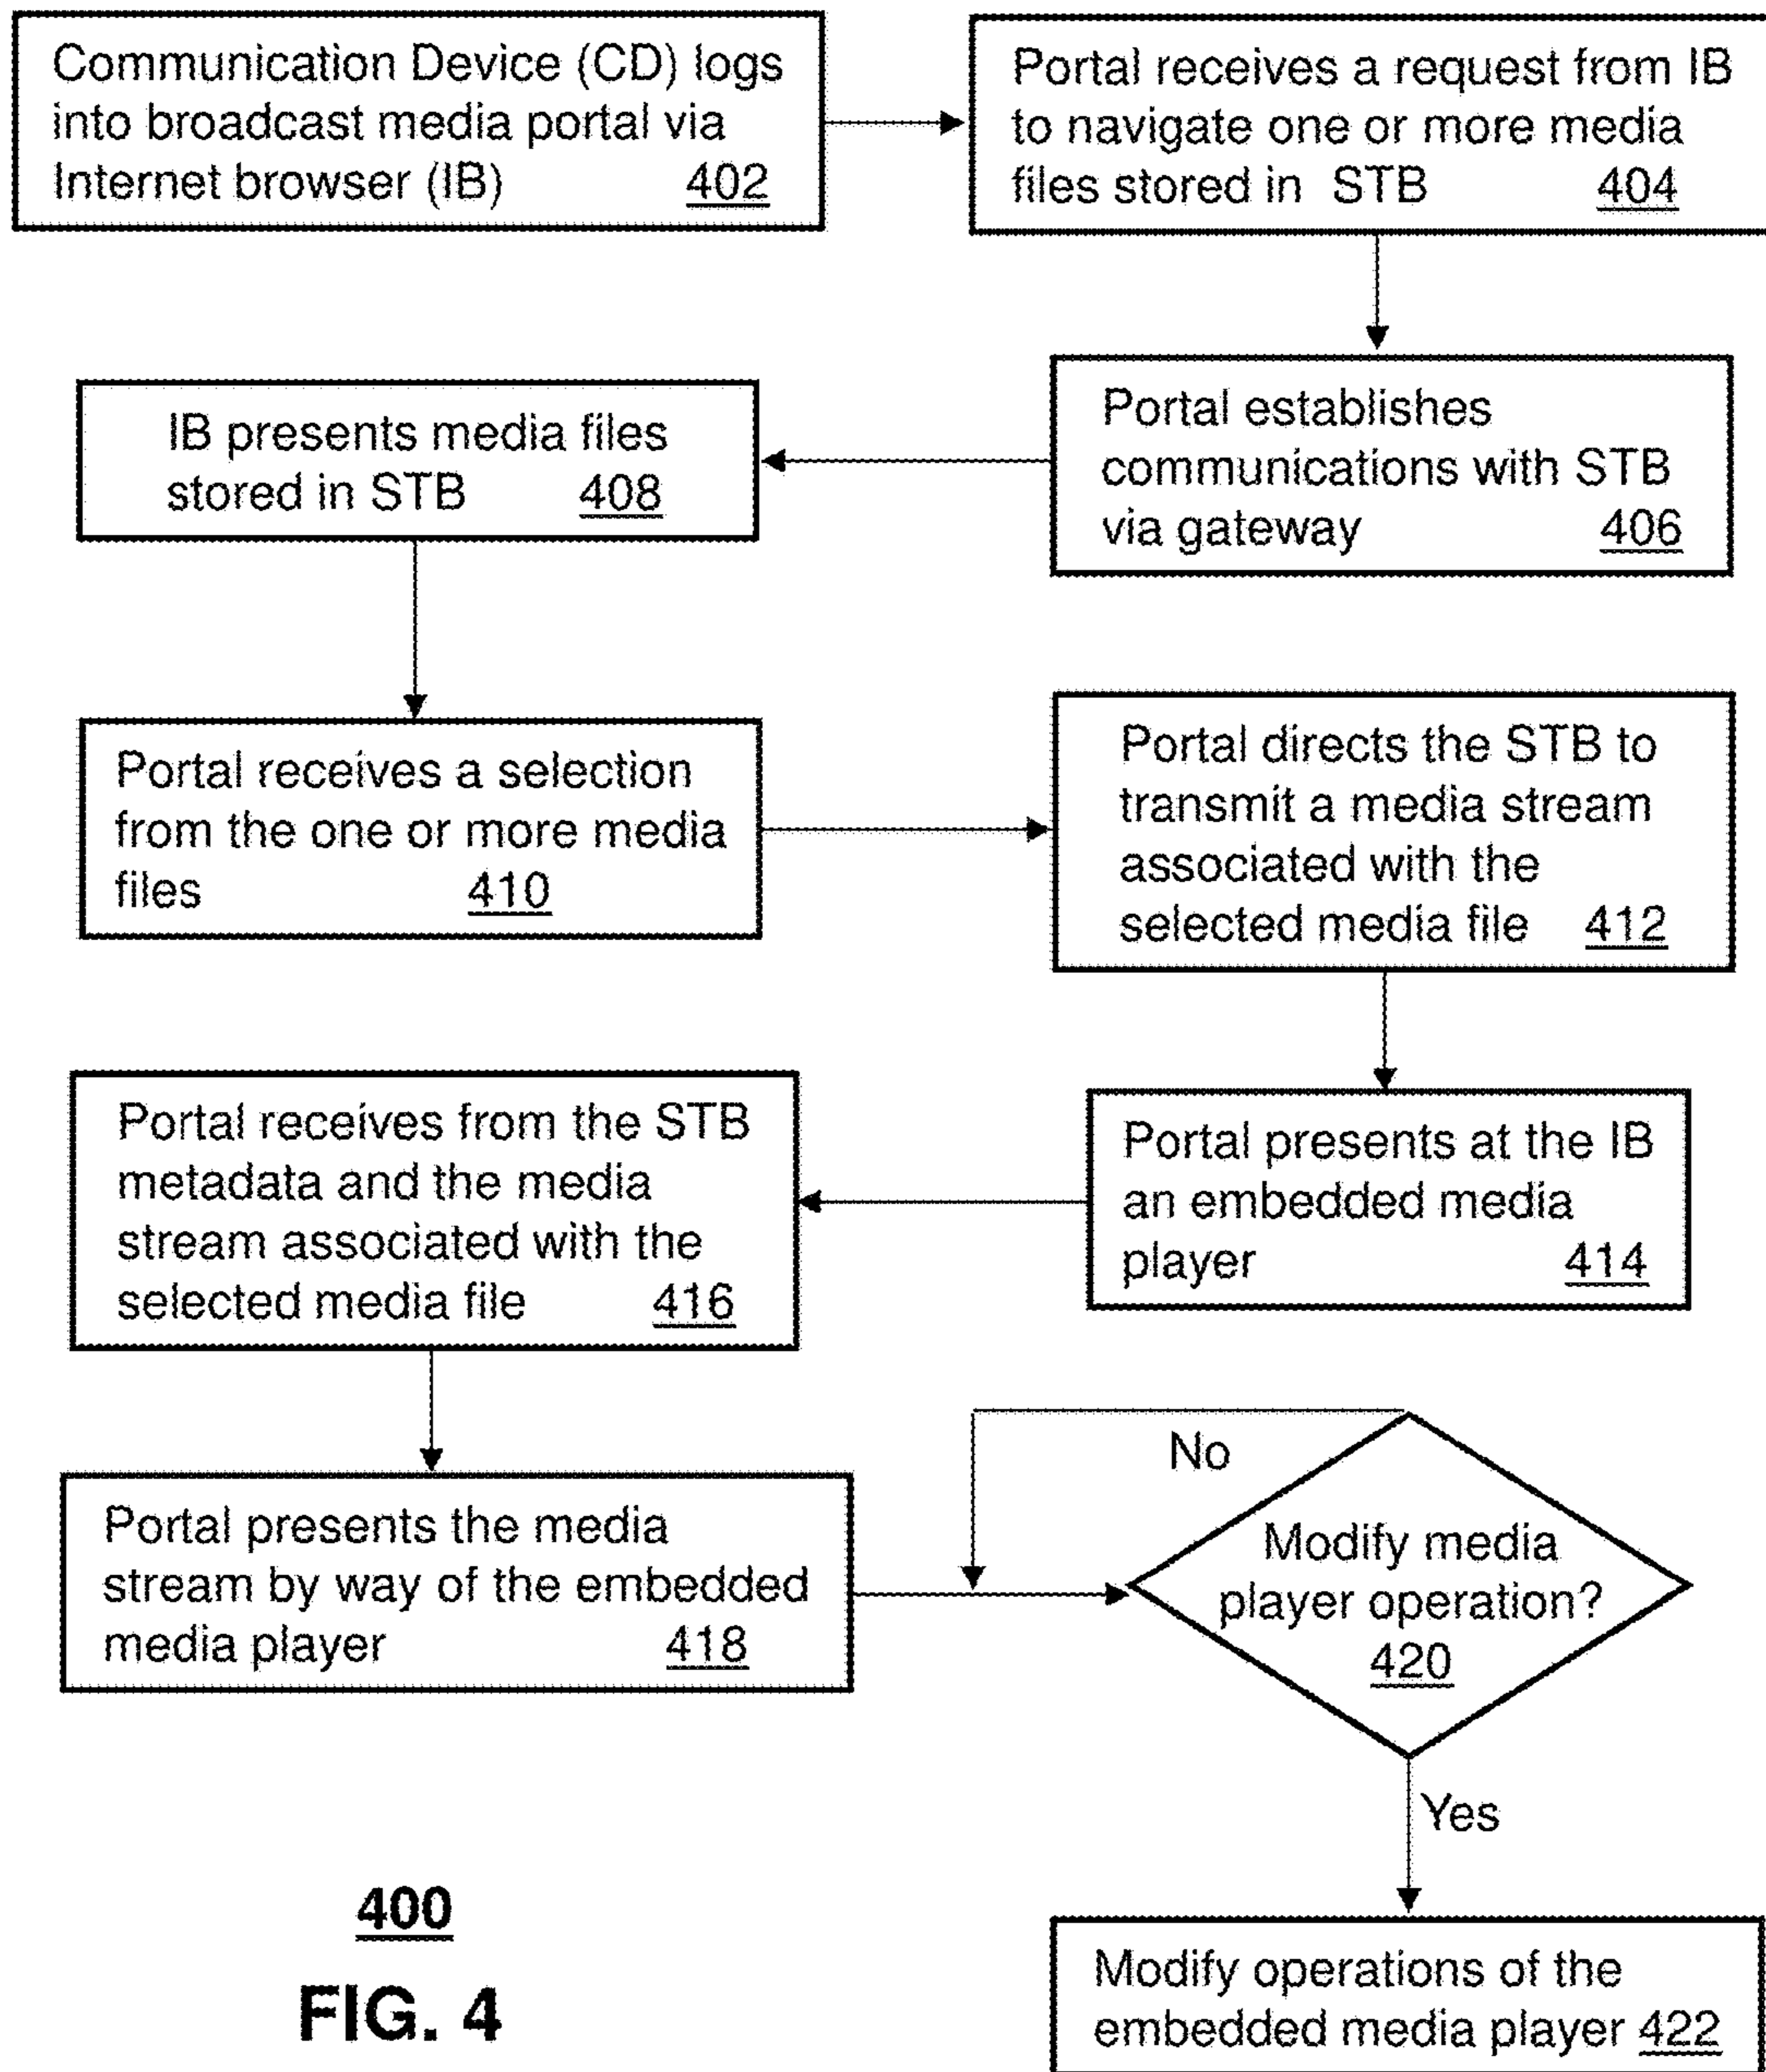 Communication Device (CD) logs
into broadcast media portal via
Internet browser (IB) 402
Portal receives a request from IB
to navigate one or more media
files stored in STB 404
Portal establishes
communications with STB
via gateway 406
IB presents media files
stored in STB 408
Portal receives a selection
from the one or more media
files 410
Portal directs the STB to
transmit a media stream
associated with the
selected media file 412
Portal presents at the IB
an embedded media
player 414
Portal receives from the STB
metadata and the media
stream associated with the
selected media file 416
Portal presents the media
stream by way of the embedded
media player 418
No
Modify media
player operation?
420
Yes
Modify operations of the
embedded media player 422
400
FIG. 4